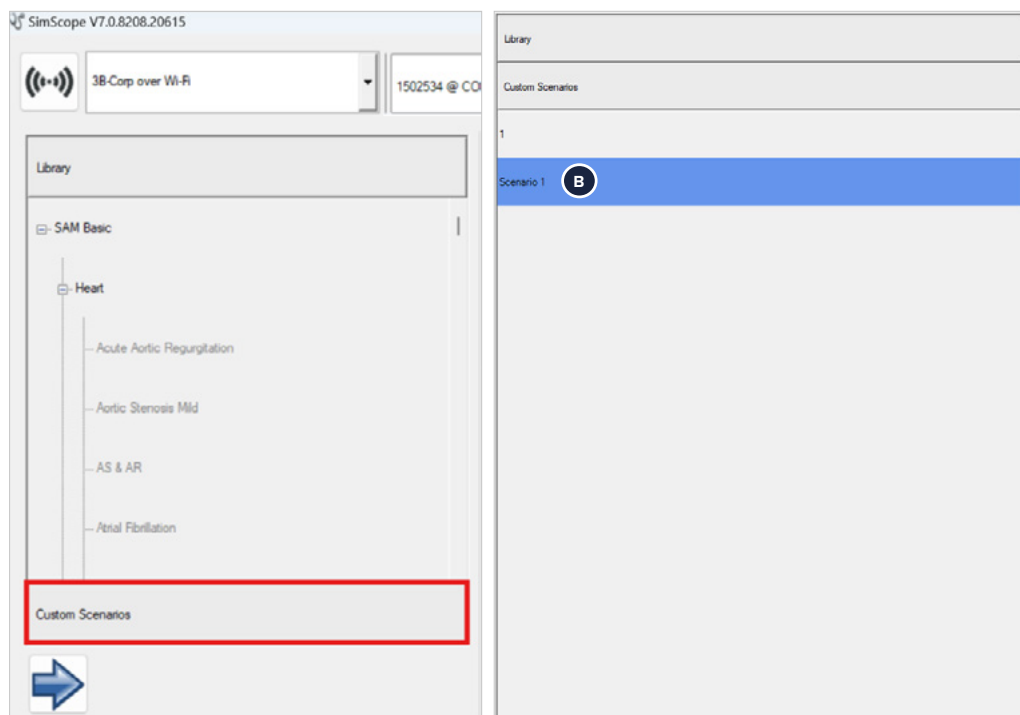 SimScope V7.0.8208.20615
3B-Corp over Wi-Fi
1502534 @ CO
Library
SAM Basic
Heart
Acute Aortic Regurgitation
Aortic Stenosis Mild
AS & AR
Atrial Fibrillation
Custom Scenarios
Library
Custom Scenarios
1
Scenario 1 B